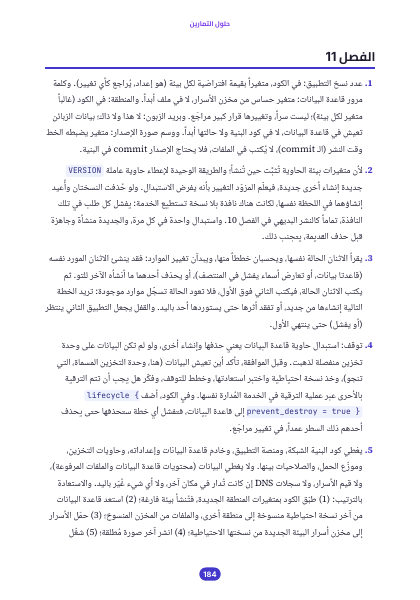 حلول التمارين
الفصل 11
1. عدد نسخ التطبيق: في الكود، متغيراً بقيمة افتراضية لكل بيئة (هو إعداد، يُراجع كأي تغيير). وكلمة
مرور قاعدة البيانات: متغير حساس من مخزن الأسرار، لا في ملف أبداً. والمنطقة: في الكود (غالباً
متغير لكل بيئة)؛ ليست سراً، وتغييرها قرار كبير مراجَع. وبريد الزبون: لا هذا ولا ذاك؛ بيانات الزبائن
تعيش في قاعدة البيانات، لا في كود البنية ولا حالتها أبداً. ووسم صورة الإصدار: متغير يضبطه الخط
وقت النشر (الـ commit)، لا يُكتب في الملفات، فلا يحتاج الإصدار commit في البنية.
2. لأن متغيرات بيئة الحاوية تُثبَّت حين تُنشأ؛ والطريقة الوحيدة لإعطاء حاوية عاملة VERSION
جديدة إنشاء أخرى جديدة، فيعلّم المزوّد التغيير بأنه يفرض الاستبدال. ولو حُذفت النسختان وأُعيد
إنشاؤهما في اللحظة نفسها، لكانت هناك نافذة بلا نسخة تستطيع الخدمة: يفشل كل طلب في تلك
النافذة، تماماً كالنشر البديهي في الفصل 10. واستبدال واحدة في كل مرة، والجديدة منشأة وجاهزة
قبل حذف القديمة، يتجنب ذلك.
3. يقرأ الاثنان الحالة نفسها، ويحسبان خططاً منها، ويبدآن تغيير الموارد: فقد ينشئ الاثنان المورد نفسه
(قاعدتا بيانات، أو تعارض أسماء يفشل في المنتصف)، أو يحذف أحدهما ما أنشأه الآخر للتو. ثم
يكتب الاثنان الحالة، فيكتب الثاني فوق الأول، فلا تعود الحالة تسجّل موارد موجودة: تريد الخطة
التالية إنشاءها من جديد، أو تفقد أثرها حتى يستوردها أحد باليد. والقفل يجعل التطبيق الثاني ينتظر
(أو يفشل) حتى ينتهي الأول.
4. توقف: استبدال حاوية قاعدة البيانات يعني حذفها وإنشاء أخرى، ولو لم تكن البيانات على وحدة
تخزين منفصلة لذهبت. وقبل الموافقة، تأكد أين تعيش البيانات (هنا، وحدة التخزين المسماة، التي
تنجو)، وخذ نسخة احتياطية واختبر استعادتها، وخطط للتوقف، وفكّر هل يجب أن تتم الترقية
بالأحرى عبر عملية الترقية في الخدمة المُدارة نفسها. وفي الكود، أضف lifecycle {
prevent_destroy = true } إلى قاعدة البيانات، فتفشل أي خطة ستحذفها حتى يحذف
أحدهم ذلك السطر عمداً، في تغيير مراجَع.
5. يغطي كود البنية الشبكة، ومنصة التطبيق، وخادم قاعدة البيانات وإعداداته، وحاويات التخزين،
وموزّع الحمل، والصلاحيات بينها. ولا يغطي البيانات (محتويات قاعدة البيانات والملفات المرفوعة)،
ولا قيم الأسرار، ولا سجلات DNS إن كانت تُدار في مكان آخر، ولا أي شيء غُيّر باليد. والاستعادة
بالترتيب: (1) طبّق الكود بمتغيرات المنطقة الجديدة، فتُنشأ بيئة فارغة؛ (2) استعد قاعدة البيانات
من آخر نسخة احتياطية منسوخة إلى منطقة أخرى، والملفات من المخزن المنسوخ؛ (3) حمّل الأسرار
إلى مخزن أسرار البيئة الجديدة من نسختها الاحتياطية؛ (4) انشر آخر صورة مُطلقة؛ (5) شغّل
184